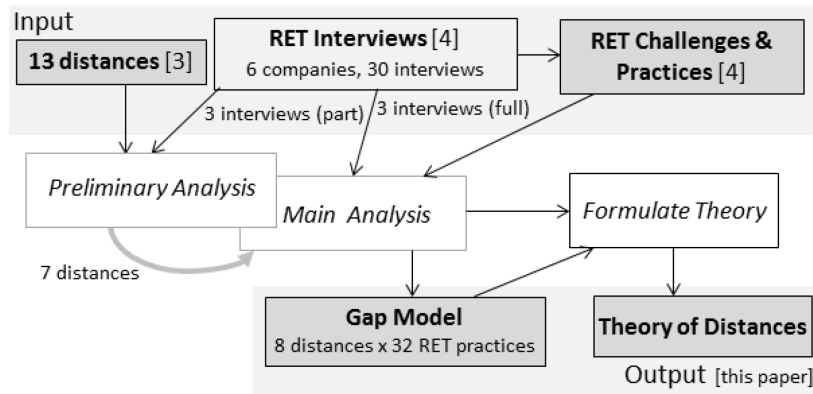 Input
13 distances [3]
RET Interviews [4]
6 companies, 30 interviews
RET Challenges &
Practices [4]
3 interviews (part)
3 interviews (full)
Preliminary Analysis
Main Analysis
Formulate Theory
7 distances
Gap Model
8 distances x 32 RET practices
Theory of Distances
Output [this paper]